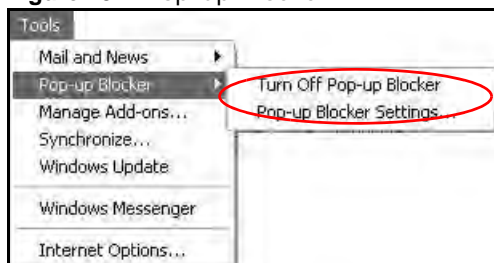 Tools
Mail and News
Pop-up Blocker
Turn Off Pop-up Blocker
Manage Add-ons...
Pop-up Blocker Settings...
Synchronize...
Windows Update
Windows Messenger
Internet Options...